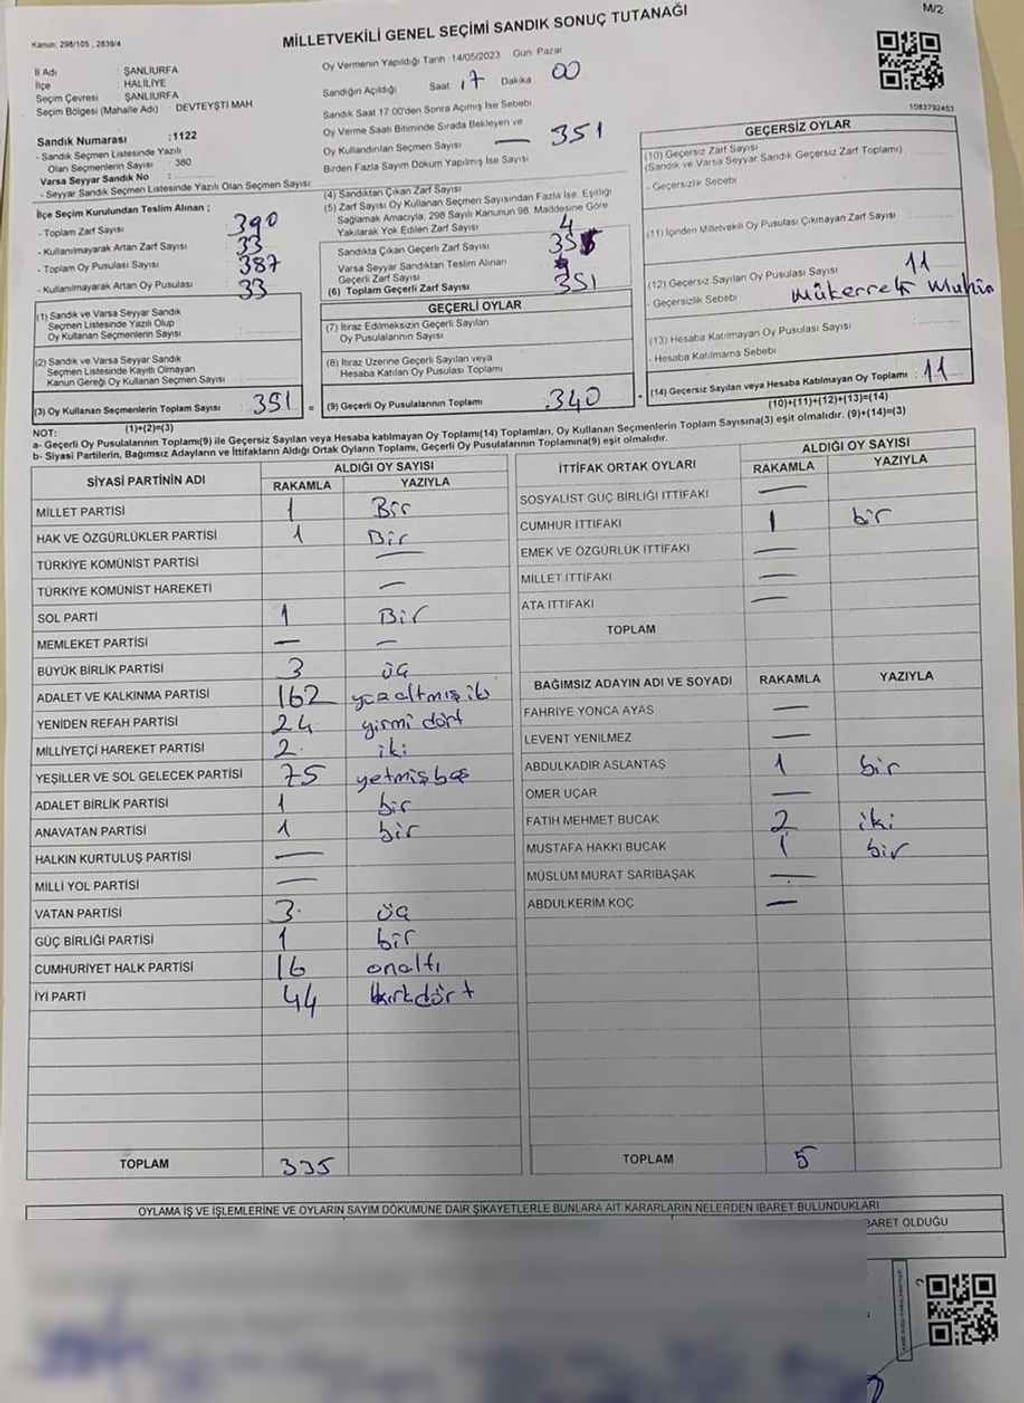 M/2
Kanun: 298/105 , 2839/4
MİLLETVEKİLİ GENEL SEÇİMİ SANDIK SONUÇ TUTANAĞI
İl Adı : ŞANLIURFA
İlçe : HALİLİYE
Seçim Çevresi : ŞANLIURFA
Seçim Bölgesi (Mahalle Adı) : DEVTEYŞTİ MAH
Sandık Numarası :1122
- Sandık Seçmen Listesinde Yazılı
Olan Seçmenlerin Sayısı : 380
Varsa Seyyar Sandık No :
- Seyyar Sandık Seçmen Listesinde Yazılı Olan Seçmen Sayısı
İlçe Seçim Kurulundan Teslim Alınan ;
- Toplam Zarf Sayısı 390
- Kullanılmayarak Artan Zarf Sayısı 33
- Toplam Oy Pusulası Sayısı 387
- Kullanılmayarak Artan Oy Pusulası 33
(1) Sandık ve Varsa Seyyar Sandık
Seçmen Listesinde Yazılı Olup
Oy Kullanan Seçmenlerin Sayısı
(2) Sandık ve Varsa Seyyar Sandık
Seçmen Listesinde Kayıtlı Olmayan
Kanun Gereği Oy Kullanan Seçmen Sayısı
(3) Oy Kullanan Seçmenlerin Toplam Sayısı 351 =
(1)+(2)=(3)
Oy Vermenin Yapıldığı Tarih :14/05/2023 Gün: Pazar
Sandığın Açıldığı Saat 17 Dakika 00
Sandık Saat 17.00'den Sonra Açımış İse Sebebi
Oy Verme Saati Bitiminde Sırada Bekleyen ve
Oy Kullandırılan Seçmen Sayısı —
Birden Fazla Sayım Döküm Yapılmış İse Sayısı
351
(4) Sandıktan Çıkan Zarf Sayısı
(5) Zarf Sayısı Oy Kullanan Seçmen Sayısından Fazla İse, Eşitliği
Sağlamak Amacıyla, 298 Sayılı Kanunun 98. Maddesine Göre
Yakılarak Yok Edilen Zarf Sayısı
Sandıkta Çıkan Geçerli Zarf Sayısı
Varsa Seyyar Sandıktan Teslim Alınan
Geçerli Zarf Sayısı
(6) Toplam Geçerli Zarf Sayısı 351
GEÇERLİ OYLAR
(7) İtiraz Edilmeksizin Geçerli Sayılan
Oy Pusulalarının Sayısı
(8) İtiraz Üzerine Geçerli Sayılan veya
Hesaba Katılan Oy Pusulası Toplamı
(9) Geçerli Oy Pusulalarının Toplamı 340
1083792453
GEÇERSİZ OYLAR
(10) Geçersiz Zarf Sayısı
(Sandık ve Varsa Seyyar Sandık Geçersiz Zarf Toplamı)
- Geçersizlik Sebebi
(11) İçinden Milletvekili Oy Pusulası Çıkmayan Zarf Sayısı
(12) Geçersiz Sayılan Oy Pusulası Sayısı 11
- Geçersizlik Sebebi
(13) Hesaba Katılmayan Oy Pusulası Sayısı
- Hesaba Katılmama Sebebi
(14) Geçersiz Sayılan veya Hesaba Katılmayan Oy Toplamı : 11
(10)+(11)+(12)+(13)=(14)
NOT:
a- Geçerli Oy Pusulalarının Toplamı(9) ile Geçersiz Sayılan veya Hesaba katılmayan Oy Toplamı(14) Toplamları, Oy Kullanan Seçmenlerin Toplam Sayısına(3) eşit olmalıdır. (9)+(14)=(3)
b- Siyasi Partilerin, Bağımsız Adayların ve İttifakların Aldığı Ortak Oyların Toplamı, Geçerli Oy Pusulalarının Toplamına(9) eşit olmalıdır.
SİYASİ PARTİNİN ADI ALDIĞI OY SAYISI
RAKAMLA YAZIYLA
MİLLET PARTİSİ 1 Bir
HAK VE ÖZGÜRLÜKLER PARTİSİ 1 Bir
TÜRKİYE KOMÜNİST PARTİSİ —
TÜRKİYE KOMÜNİST HAREKETİ —
SOL PARTİ 1 Bir
MEMLEKET PARTİSİ — —
BÜYÜK BİRLİK PARTİSİ 3 üç
ADALET VE KALKINMA PARTİSİ 162 yüzaltmışiki
YENİDEN REFAH PARTİSİ 24 yirmi dört
MİLLİYETÇİ HAREKET PARTİSİ 2 iki
YEŞİLLER VE SOL GELECEK PARTİSİ 75 yetmişbeş
ADALET BİRLİK PARTİSİ 1 bir
ANAVATAN PARTİSİ 1 bir
HALKIN KURTULUŞ PARTİSİ —
MİLLİ YOL PARTİSİ —
VATAN PARTİSİ 3 üç
GÜÇ BİRLİĞİ PARTİSİ 1 bir
CUMHURİYET HALK PARTİSİ 16 onaltı
İYİ PARTİ 44 kırkdört
TOPLAM 335
İTTİFAK ORTAK OYLARI ALDIĞI OY SAYISI
RAKAMLA YAZIYLA
SOSYALİST GÜÇ BİRLİĞİ İTTİFAKI —
CUMHUR İTTİFAKI 1 bir
EMEK VE ÖZGÜRLÜK İTTİFAKI —
MİLLET İTTİFAKI —
ATA İTTİFAKI —
TOPLAM
BAĞIMSIZ ADAYIN ADI VE SOYADI RAKAMLA YAZIYLA
FAHRİYE YONCA AYAS —
LEVENT YENİLMEZ —
ABDULKADİR ASLANTAŞ 1 bir
ÖMER UÇAR —
FATİH MEHMET BUCAK 2 iki
MUSTAFA HAKKI BUCAK 1 bir
MÜSLÜM MURAT SARIBAŞAK —
ABDULKERİM KOÇ —
TOPLAM 5
OYLAMA İŞ VE İŞLEMLERİNE VE OYLARIN SAYIM DÖKÜMÜNE DAİR ŞİKAYETLERLE BUNLARA AİT KARARLARIN NELERDEN İBARET BULUNDUKLARI
BARET OLDUĞU